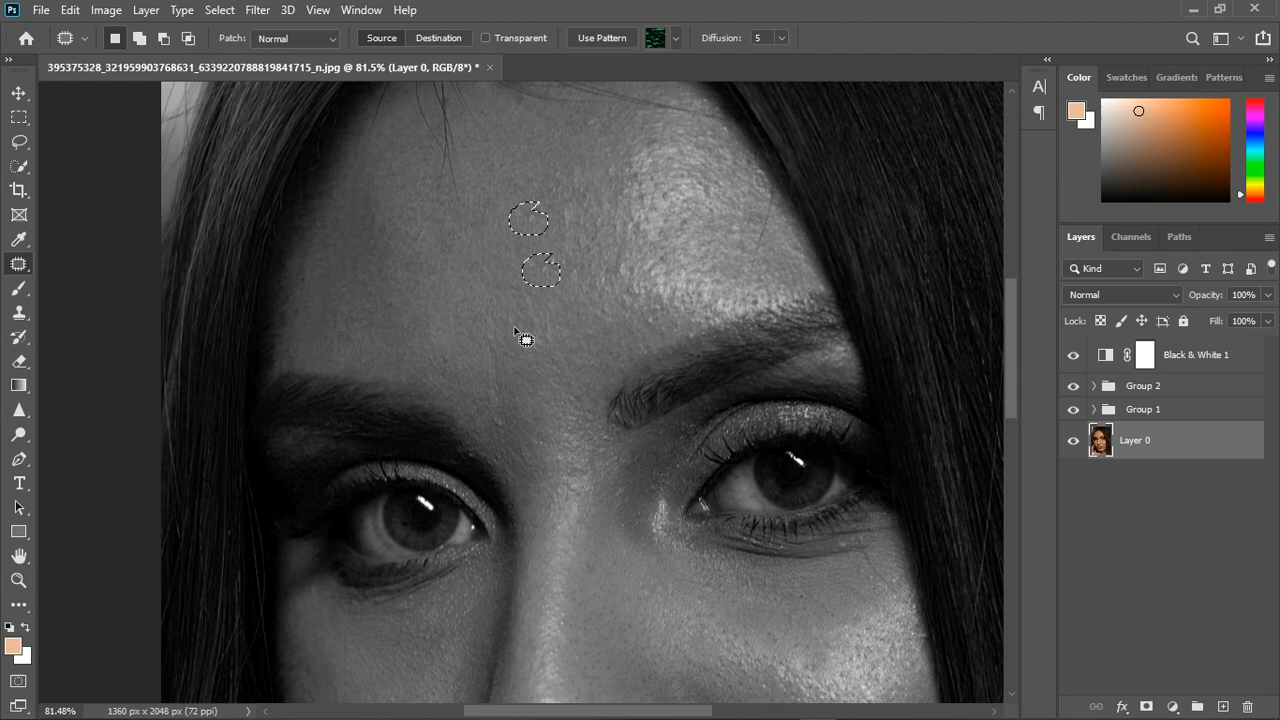 Ps File Edit Image Layer Type Select Filter 3D View Window Help
Patch: Normal Source Destination Transparent Use Pattern Diffusion: 5
395375328_321959903768631_6339220788819841715_n.jpg @ 81.5% (Layer 0, RGB/8*) * ×
Color Swatches Gradients Patterns
Layers Channels Paths
Kind
Normal Opacity: 100%
Lock: Fill: 100%
Black & White 1
Group 2
Group 1
Layer 0
81.48% 1360 px x 2048 px (72 ppi)